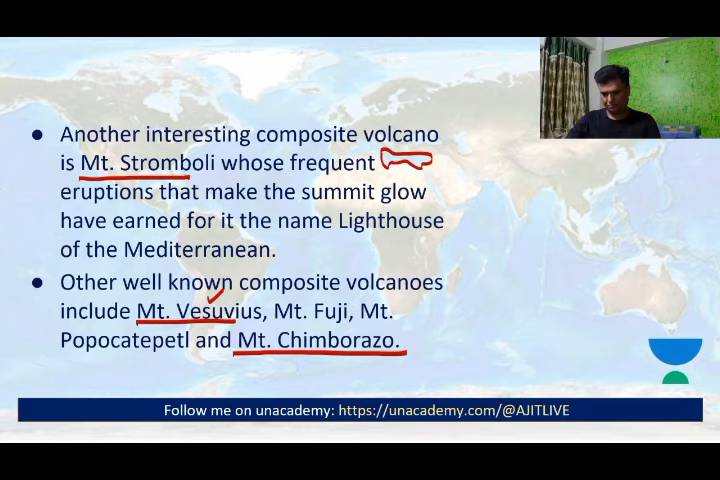 Another interesting composite volcano
is Mt. Stromboli whose frequent
eruptions that make the summit glow
have earned for it the name Lighthouse
of the Mediterranean.
Other well known composite volcanoes
include Mt. Vesuvius, Mt. Fuji, Mt.
Popocatepetl and Mt. Chimborazo.
Follow me on unacademy: https://unacademy.com/@AJITLIVE